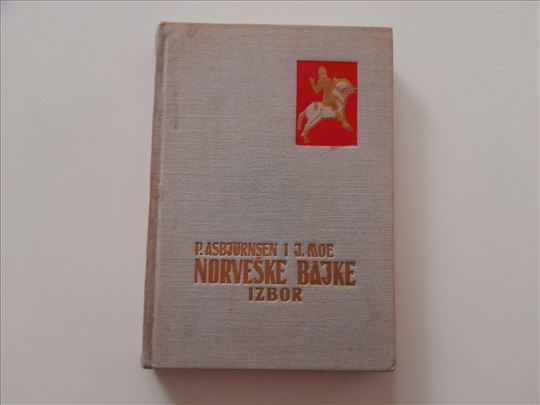 P. ASBJÖRNSEN I J. MOE
NORVEŠKE BAJKE
IZBOR